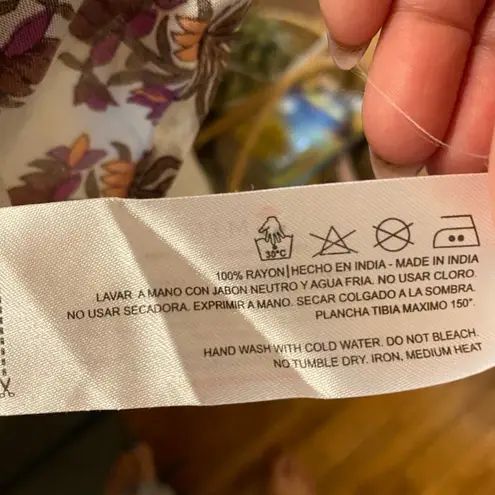 30°C
100% RAYON|HECHO EN INDIA - MADE IN INDIA
LAVAR A MANO CON JABON NEUTRO Y AGUA FRIA. NO USAR CLORO.
NO USAR SECADORA. EXPRIMIR A MANO. SECAR COLGADO A LA SOMBRA.
PLANCHA TIBIA MAXIMO 150°.
HAND WASH WITH COLD WATER. DO NOT BLEACH.
NO TUMBLE DRY. IRON, MEDIUM HEAT